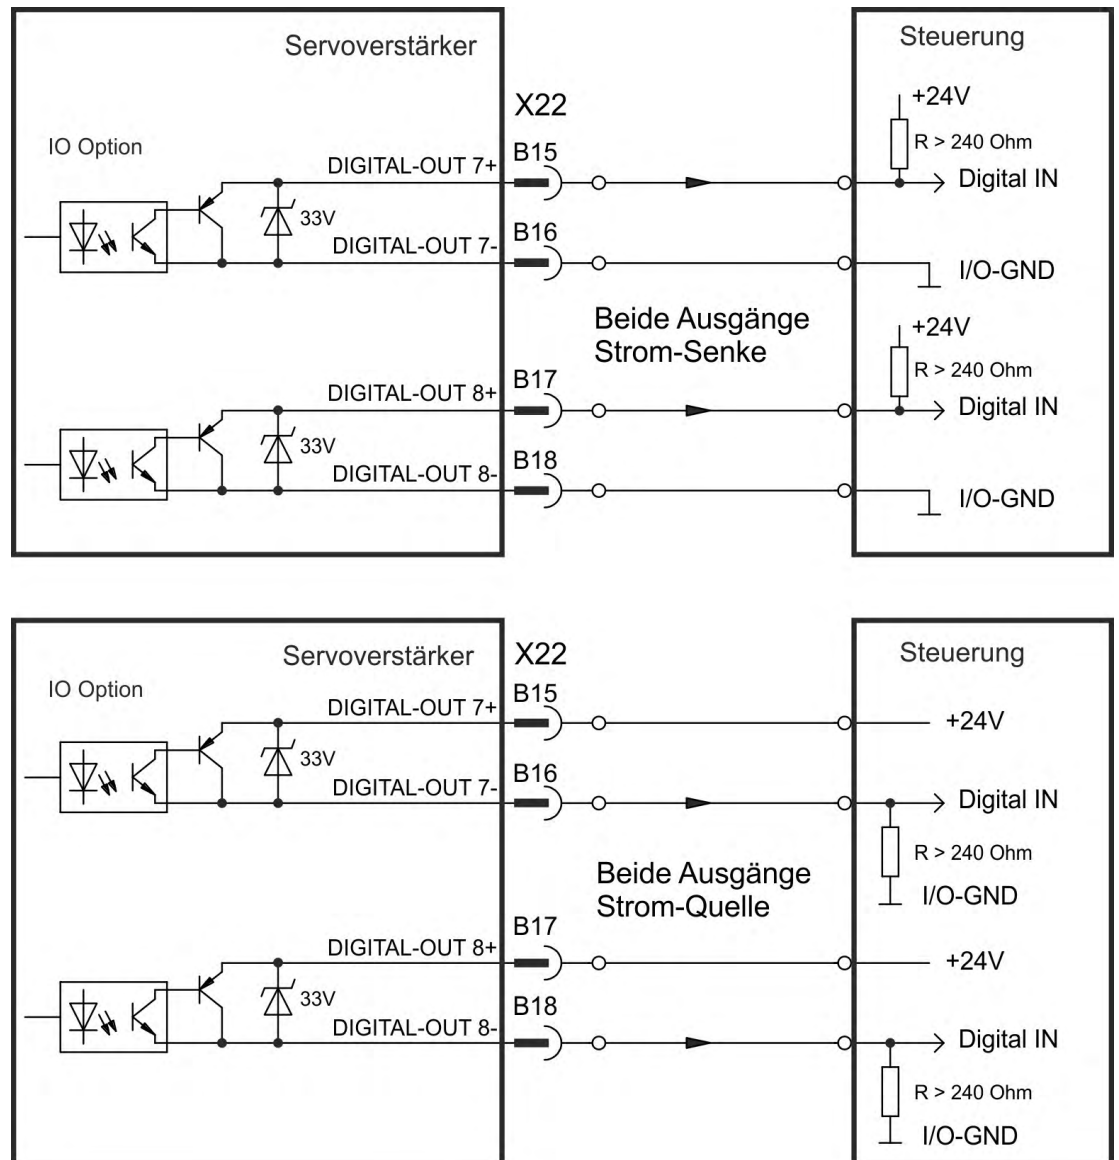 Servoverstärker
Steuerung
X22
+24V
IO Option
B15
R > 240 Ohm
DIGITAL-OUT 7+
Digital IN
33V
B16
DIGITAL-OUT 7-
I/O-GND
Beide Ausgänge
Strom-Senke
+24V
B17
R > 240 Ohm
DIGITAL-OUT 8+
Digital IN
33V
B18
DIGITAL-OUT 8-
I/O-GND
Servoverstärker
X22
Steuerung
IO Option
B15
DIGITAL-OUT 7+
+24V
33V
B16
DIGITAL-OUT 7-
Digital IN
R > 240 Ohm
Beide Ausgänge
Strom-Quelle
I/O-GND
B17
DIGITAL-OUT 8+
+24V
33V
B18
DIGITAL-OUT 8-
Digital IN
R > 240 Ohm
I/O-GND